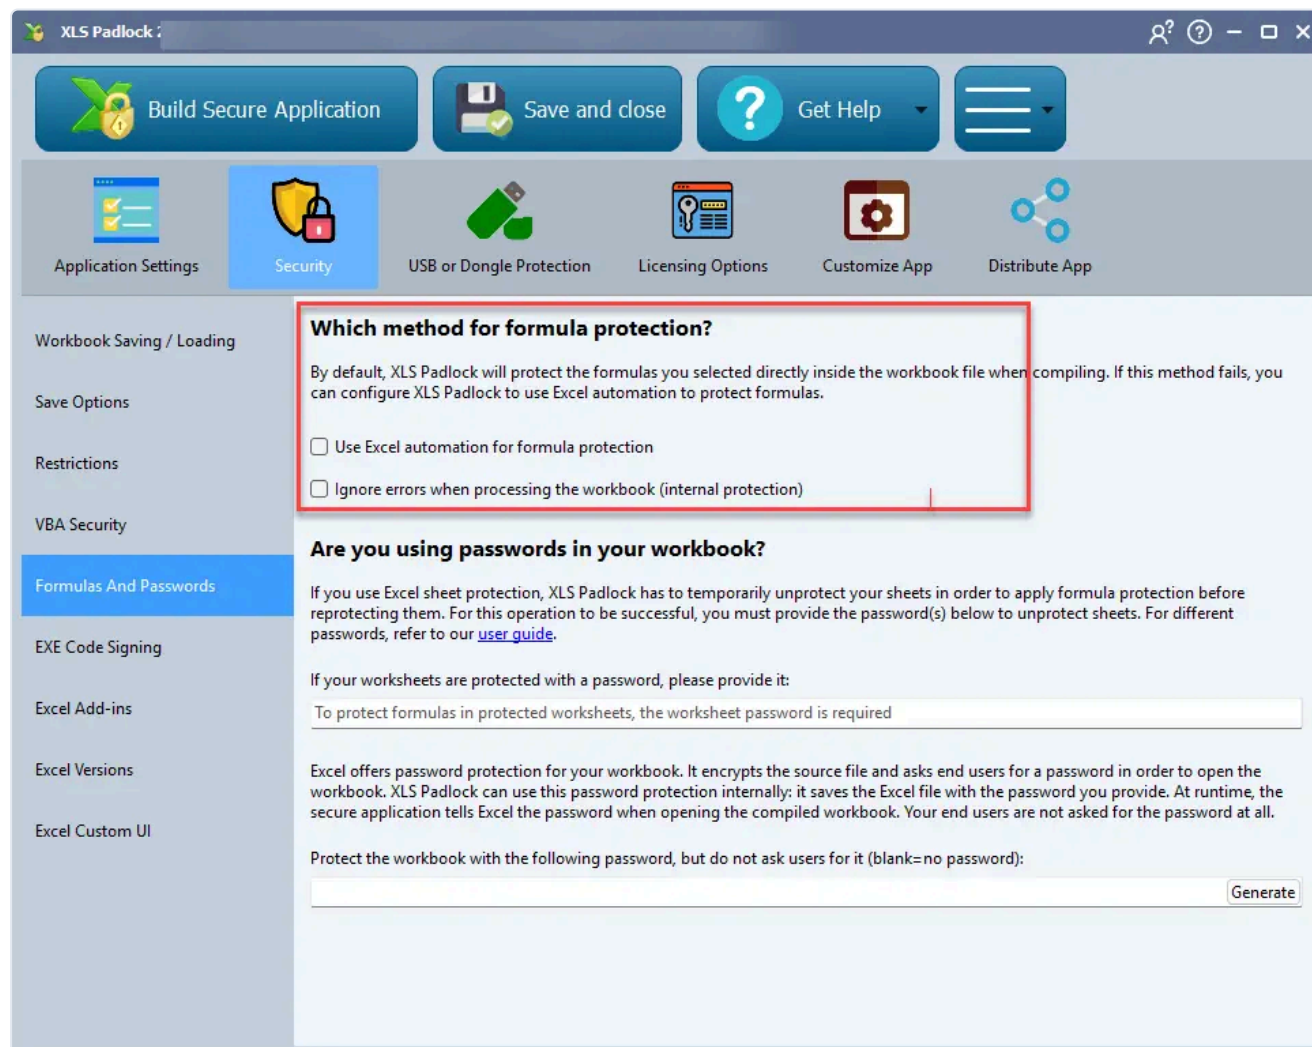 XLS Padlock
Build Secure Application
Save and close
Get Help
Application Settings
Security
USB or Dongle Protection
Licensing Options
Customize App
Distribute App
Workbook Saving / Loading
Save Options
Restrictions
VBA Security
Formulas And Passwords
EXE Code Signing
Excel Add-ins
Excel Versions
Excel Custom UI
Which method for formula protection?
By default, XLS Padlock will protect the formulas you selected directly inside the workbook file when compiling. If this method fails, you
can configure XLS Padlock to use Excel automation to protect formulas.
Use Excel automation for formula protection
Ignore errors when processing the workbook (internal protection)
Are you using passwords in your workbook?
If you use Excel sheet protection, XLS Padlock has to temporarily unprotect your sheets in order to apply formula protection before
reprotecting them. For this operation to be successful, you must provide the password(s) below to unprotect sheets. For different
passwords, refer to our user guide.
If your worksheets are protected with a password, please provide it:
To protect formulas in protected worksheets, the worksheet password is required
Excel offers password protection for your workbook. It encrypts the source file and asks end users for a password in order to open the
workbook. XLS Padlock can use this password protection internally: it saves the Excel file with the password you provide. At runtime, the
secure application tells Excel the password when opening the compiled workbook. Your end users are not asked for the password at all.
Protect the workbook with the following password, but do not ask users for it (blank=no password):
Generate